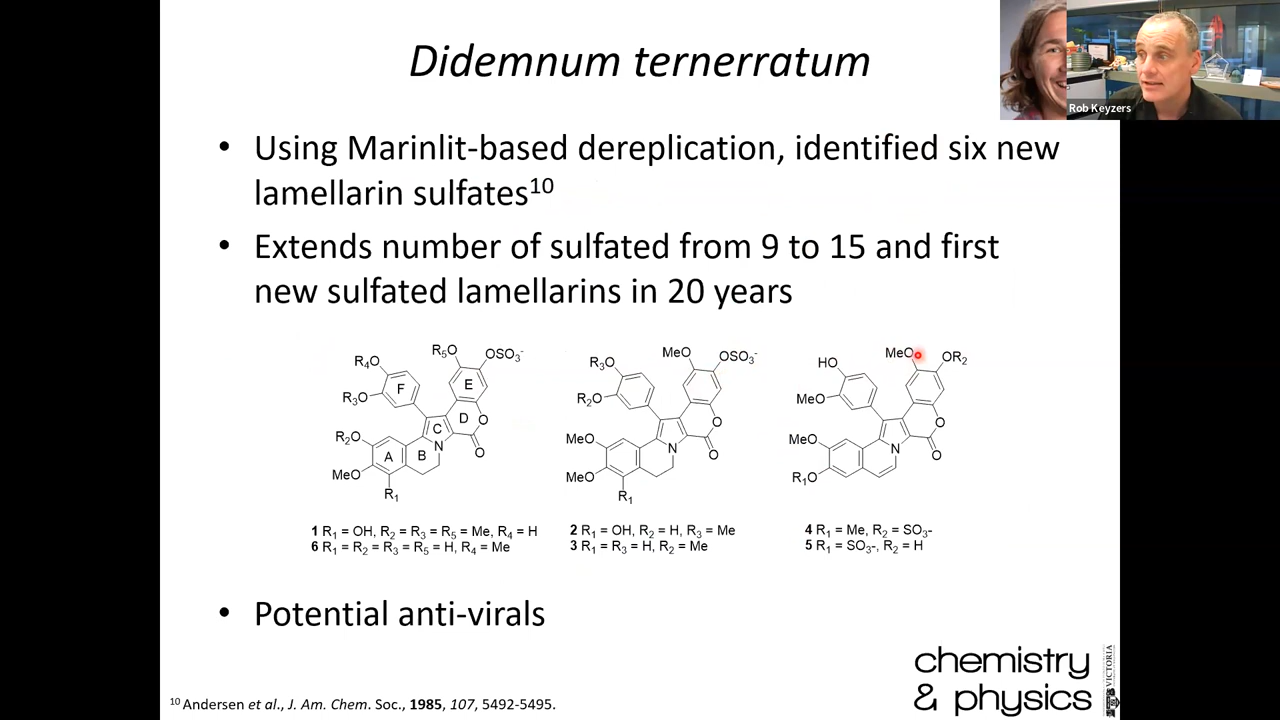 Didemnum ternerratum
Rob Keyzers
• Using Marinlit-based dereplication, identified six new
lamellarin sulfates¹⁰
• Extends number of sulfated from 9 to 15 and first
new sulfated lamellarins in 20 years
R₄O
R₃O
F
R₅O
OSO₃⁻
E
D
O
O
C
N
B
A
R₂O
MeO
R₁
1 R₁ = OH, R₂ = R₃ = R₅ = Me, R₄ = H
6 R₁ = R₂ = R₃ = R₅ = H, R₄ = Me
R₃O
R₂O
MeO
OSO₃⁻
O
O
N
MeO
MeO
R₁
2 R₁ = OH, R₂ = H, R₃ = Me
3 R₁ = R₃ = H, R₂ = Me
HO
MeO
MeO
OR₂
O
O
N
MeO
R₁O
4 R₁ = Me, R₂ = SO₃-
5 R₁ = SO₃-, R₂ = H
• Potential anti-virals
chemistry
& physics
VICTORIA
¹⁰ Andersen et al., J. Am. Chem. Soc., 1985, 107, 5492-5495.